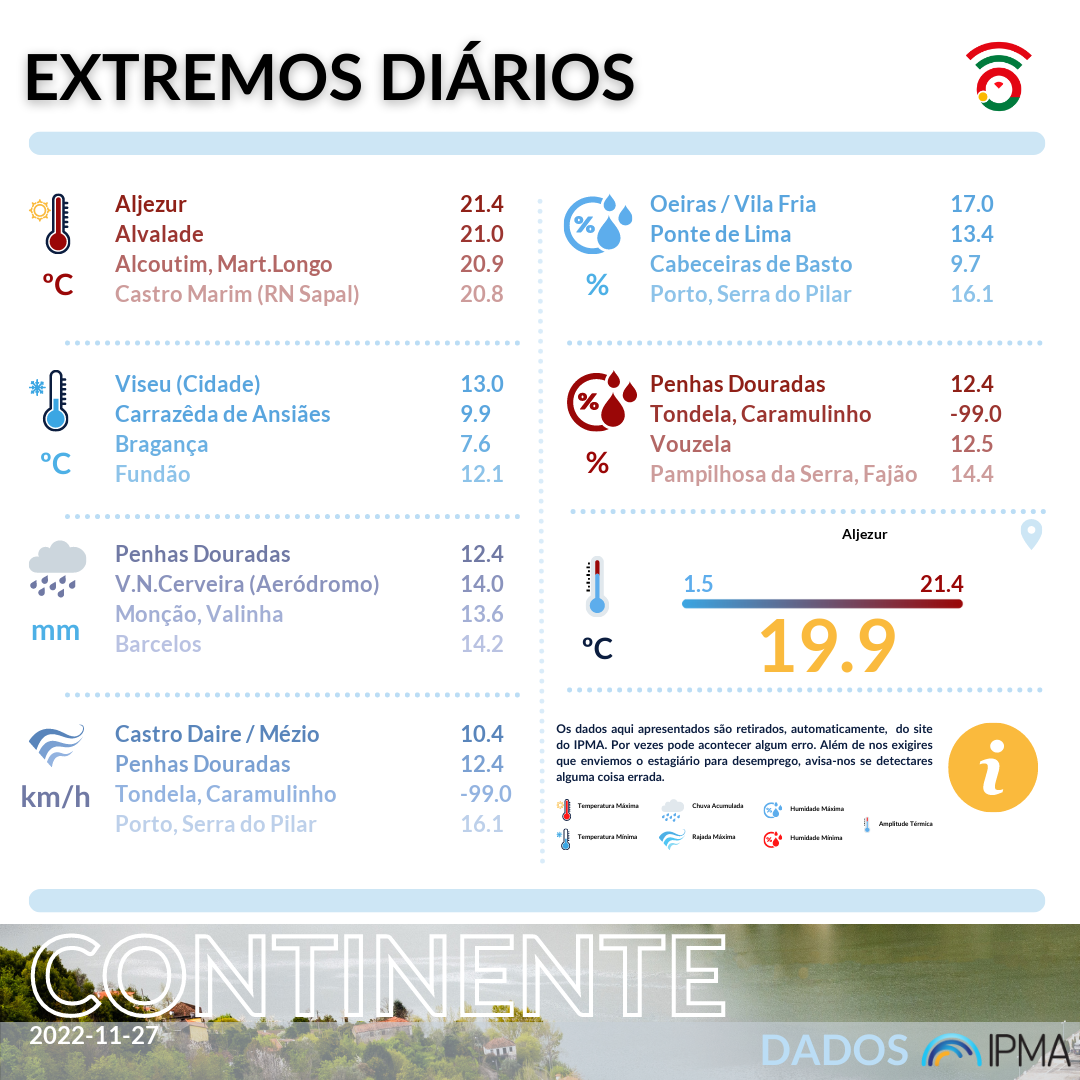 EXTREMOS DIÁRIOS
Aljezur 21.4
Alvalade 21.0
Alcoutim, Mart.Longo 20.9
Castro Marim (RN Sapal) 20.8
ºC
Viseu (Cidade) 13.0
Carrazêda de Ansiães 9.9
Bragança 7.6
Fundão 12.1
ºC
Penhas Douradas 12.4
V.N.Cerveira (Aeródromo) 14.0
Monção, Valinha 13.6
Barcelos 14.2
mm
Castro Daire / Mézio 10.4
Penhas Douradas 12.4
Tondela, Caramulinho -99.0
Porto, Serra do Pilar 16.1
km/h
Oeiras / Vila Fria 17.0
Ponte de Lima 13.4
Cabeceiras de Basto 9.7
Porto, Serra do Pilar 16.1
%
%
Penhas Douradas 12.4
Tondela, Caramulinho -99.0
Vouzela 12.5
Pampilhosa da Serra, Fajão 14.4
%
%
Aljezur
1.5 21.4
19.9
ºC
Os dados aqui apresentados são retirados, automaticamente, do site
do IPMA. Por vezes pode acontecer algum erro. Além de nos exigires
que enviemos o estagiário para desemprego, avisa-nos se detectares
alguma coisa errada.
i
Temperatura Máxima
Chuva Acumulada
Humidade Máxima
Amplitude Térmica
Temperatura Mínima
Rajada Máxima
Humidade Mínima
CONTINENTE
2022-11-27
DADOS IPMA